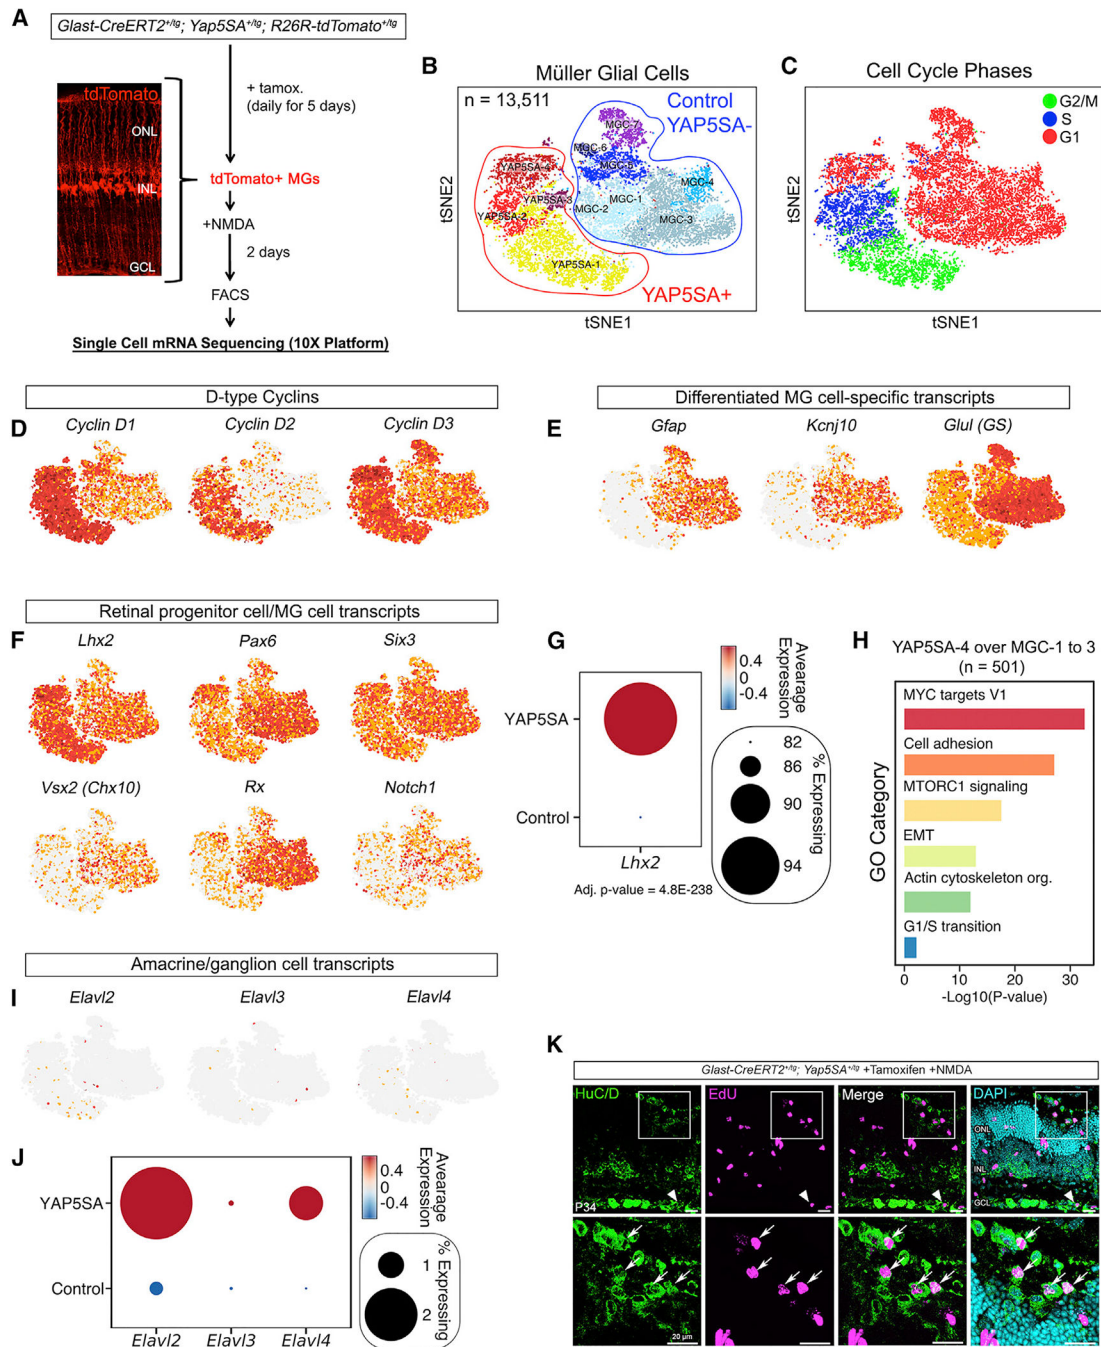 A
Glast-CreERT2+/tg; Yap5SA+/tg; R26R-tdTomato+/tg
tdTomato
ONL
INL
GCL
+ tamox.
(daily for 5 days)
tdTomato+ MGs
+NMDA
2 days
FACS
Single Cell mRNA Sequencing (10X Platform)
B
Müller Glial Cells
n = 13,511
Control
YAP5SA-
MGC-7
MGC-6
MGC-5
YAP5SA-4
MGC-4
YAP5SA-3
MGC-1
MGC-2
YAP5SA-2
MGC-3
YAP5SA-1
YAP5SA+
tSNE2
tSNE1
C
Cell Cycle Phases
G2/M
S
G1
tSNE2
tSNE1
D-type Cyclins
D
Cyclin D1
Cyclin D2
Cyclin D3
Differentiated MG cell-specific transcripts
E
Gfap
Kcnj10
Glul (GS)
Retinal progenitor cell/MG cell transcripts
F
Lhx2
Pax6
Six3
Vsx2 (Chx10)
Rx
Notch1
G
YAP5SA
Control
Lhx2
Adj. p-value = 4.8E-238
0.4
0
-0.4
Avearage
Expression
82
86
90
94
% Expressing
H
YAP5SA-4 over MGC-1 to 3
(n = 501)
GO Category
MYC targets V1
Cell adhesion
MTORC1 signaling
EMT
Actin cytoskeleton org.
G1/S transition
0 10 20 30
-Log10(P-value)
Amacrine/ganglion cell transcripts
I
Elavl2
Elavl3
Elavl4
J
YAP5SA
Control
Elavl2 Elavl3 Elavl4
0.4
0
-0.4
Avearage
Expression
1
2
% Expressing
K
Glast-CreERT2+/tg; Yap5SA+/tg +Tamoxifen +NMDA
HuC/D
EdU
Merge
DAPI
ONL
INL
GCL
P34
20 µm